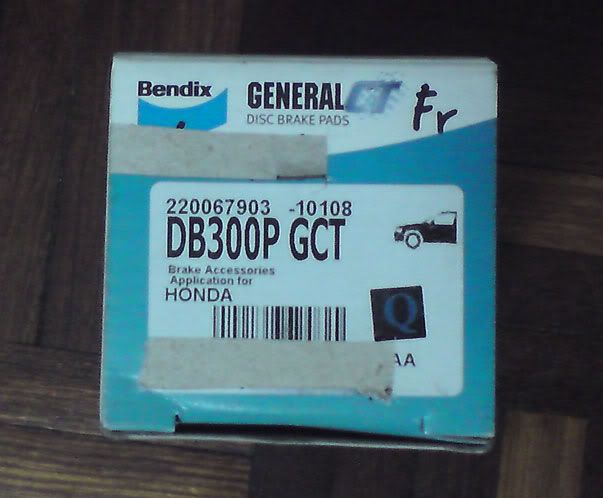 Bendix
GENERAL CT
DISC BRAKE PADS
Fr
220067903 -10108
DB300P GCT
Brake Accessories
Application for
HONDA
Q
AA